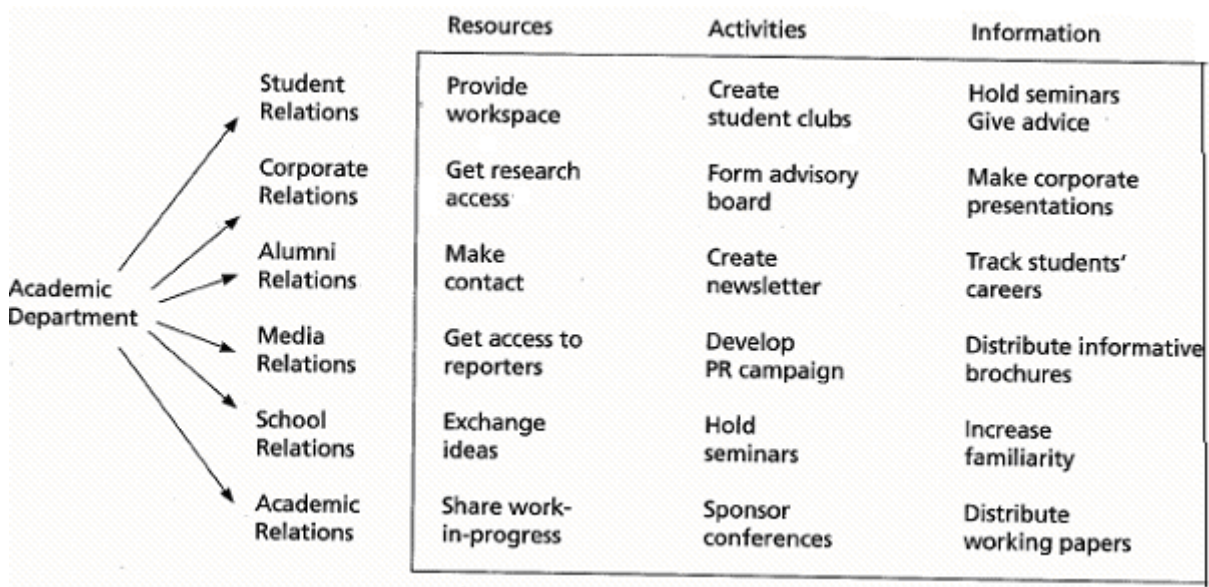 Resources Activities Information
Student Provide Create Hold seminars
Relations workspace student clubs Give advice
Corporate Get research Form advisory Make corporate
Relations access board presentations
Alumni Make Create Track students'
Relations contact newsletter careers
Academic
Department
Media Get access to Develop Distribute informative
Relations reporters PR campaign brochures
School Exchange Hold Increase
Relations ideas seminars familiarity
Academic Share work- Sponsor Distribute
Relations in-progress conferences working papers